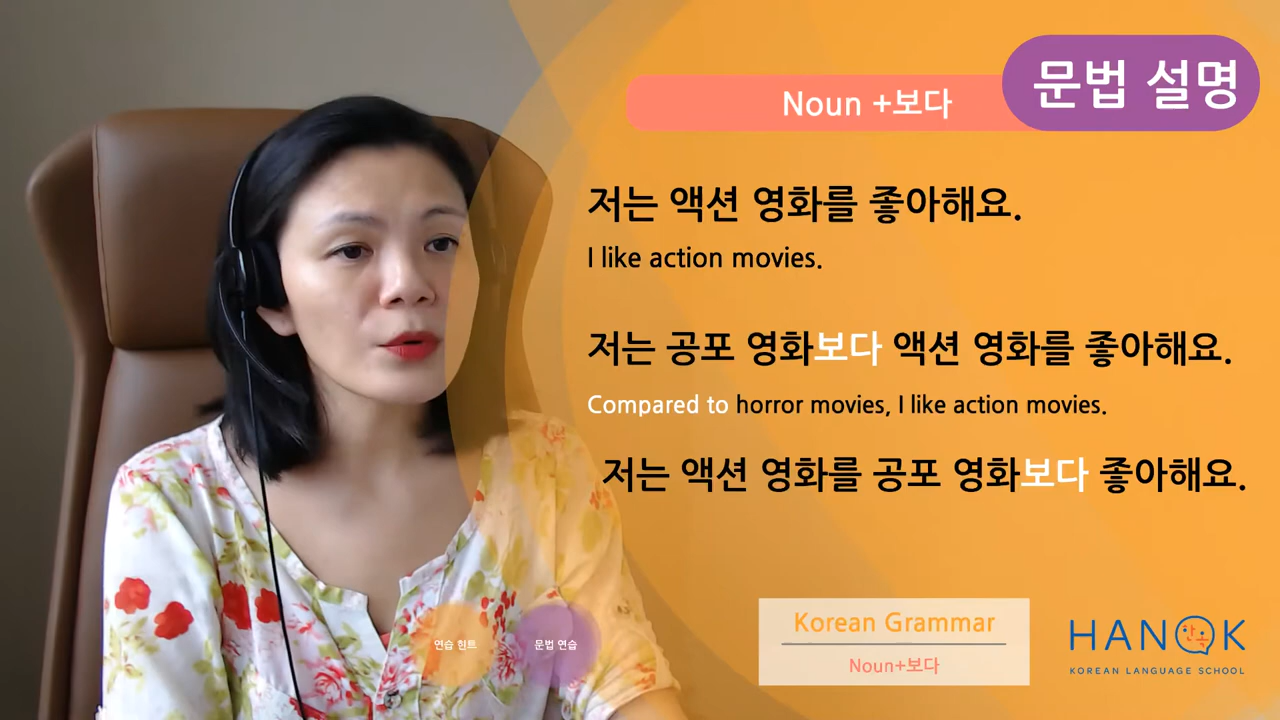 문법 설명
Noun +보다
저는 액션 영화를 좋아해요.
I like action movies.
저는 공포 영화보다 액션 영화를 좋아해요.
Compared to horror movies, I like action movies.
저는 액션 영화를 공포 영화보다 좋아해요.
연습 힌트
문법 연습
Korean Grammar
Noun+보다
HANOK
한옥
KOREAN LANGUAGE SCHOOL